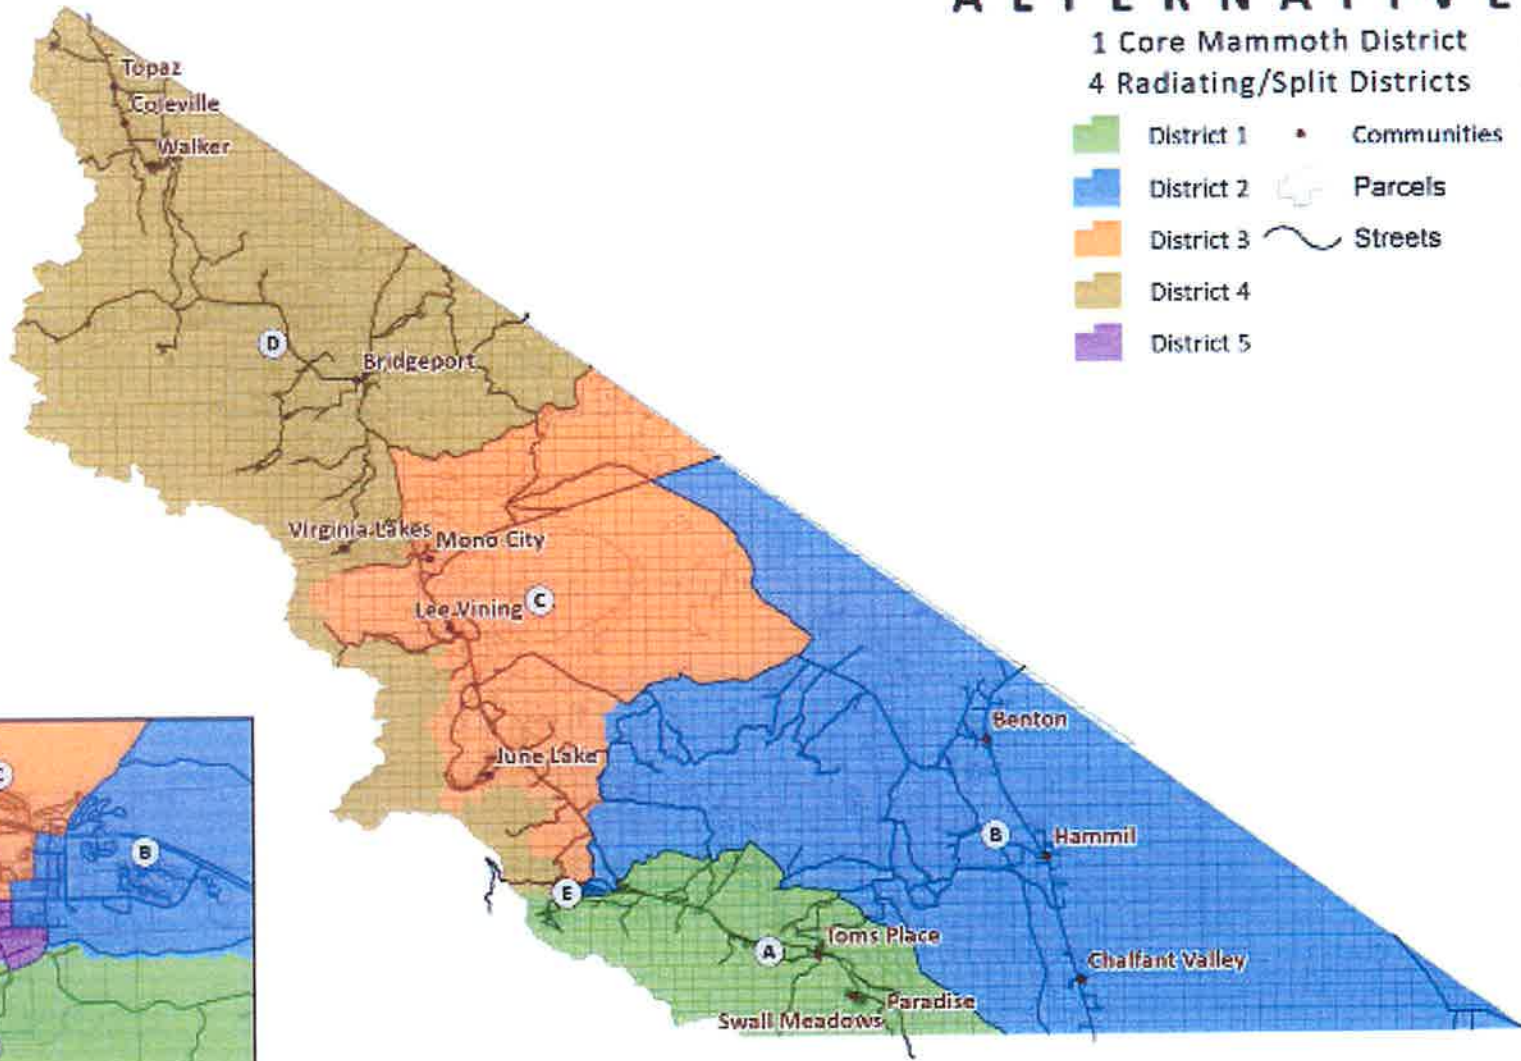 ALTERNATIVE
1 Core Mammoth District
4 Radiating/Split Districts
District 1
Communities
District 2
Parcels
District 3
Streets
District 4
District 5
Topaz
Coleville
Walker
D
Bridgeport
Virginia Lakes
Mono City
Lee Vining
C
June Lake
Benton
B
Hammil
E
A
Toms Place
Chalfant Valley
Paradise
Swall Meadows
C
B